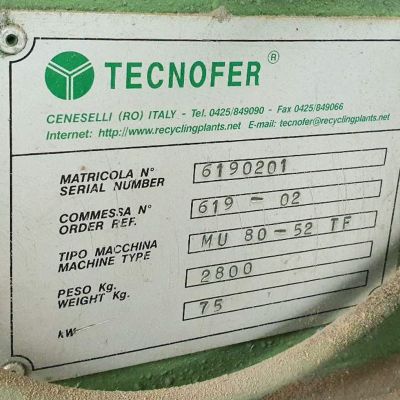 TECNOFER ®
CENESELLI (RO) ITALY - Tel. 0425/849090 - Fax 0425/849066
Internet: http://www.recyclingplants.net E-mail: tecnofer@recyclingplants.net
MATRICOLA N° 6190201
SERIAL NUMBER
COMMESSA N° 619 - 02
ORDER REF.
TIPO MACCHINA MU 80-52 TF
MACHINE TYPE
PESO Kg. 2800
WEIGHT Kg.
kW 75